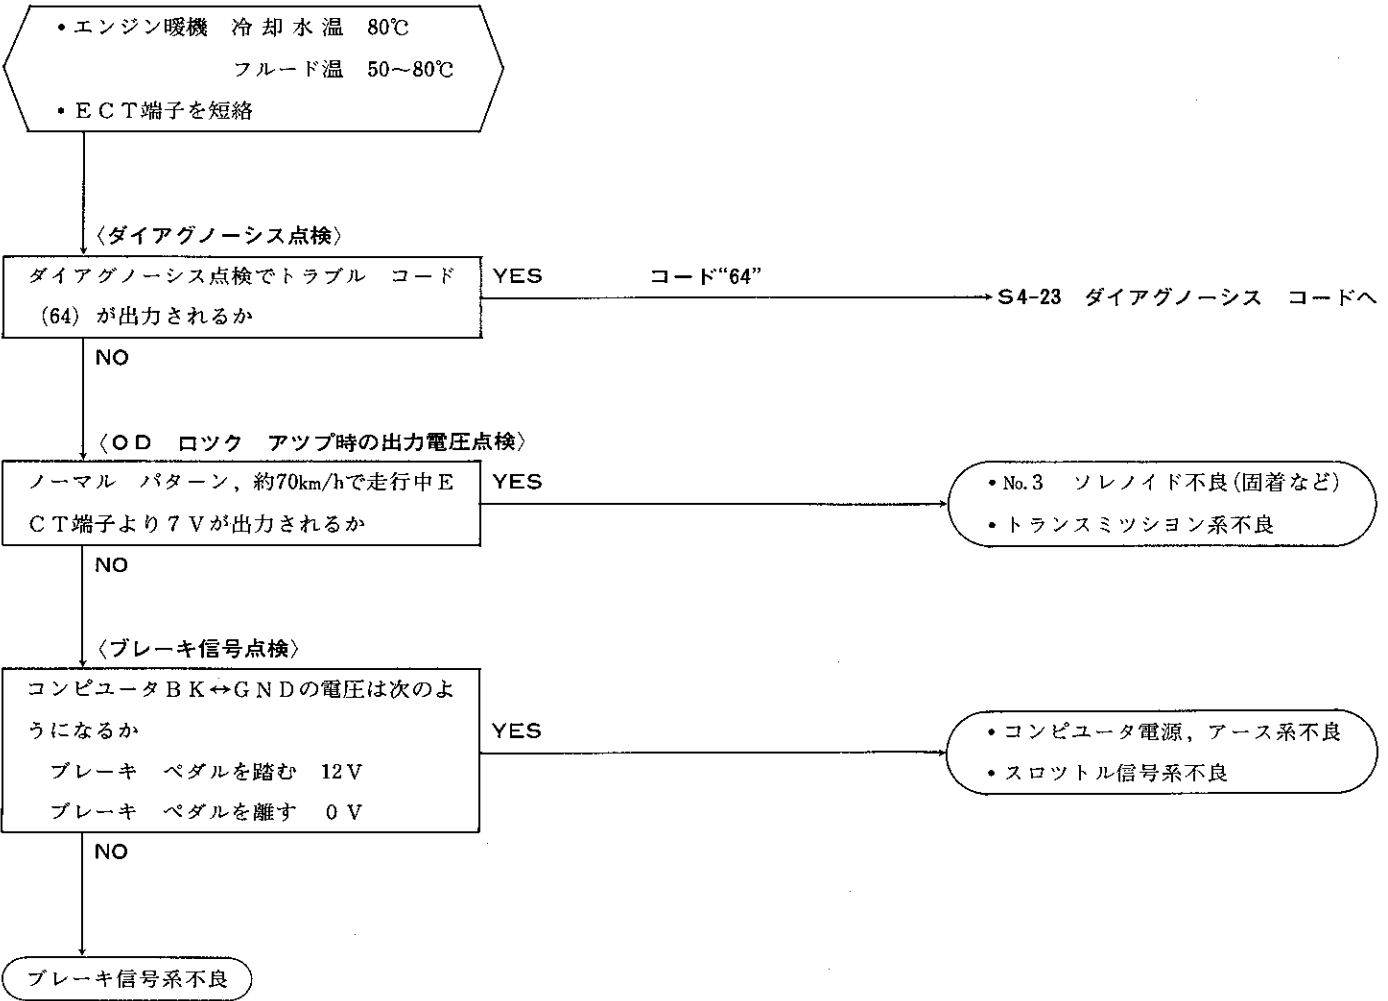 •エンジン暖機 冷却水温 80℃
フルード温 50～80℃
•ECT端子を短絡
〈ダイアグノーシス点検〉
ダイアグノーシス点検でトラブル コード
(64)が出力されるか
YES
コード“64”
S4-23 ダイアグノーシス コードへ
NO
〈OD ロツク アツプ時の出力電圧点検〉
ノーマル パターン，約70km/hで走行中E
CT端子より7Vが出力されるか
YES
•No.3 ソレノイド不良(固着など)
•トランスミツシヨン系不良
NO
〈ブレーキ信号点検〉
コンピユータBK↔GNDの電圧は次のよ
うになるか
ブレーキ ペダルを踏む 12V
ブレーキ ペダルを離す 0V
YES
•コンピユータ電源，アース系不良
•スロツトル信号系不良
NO
ブレーキ信号系不良